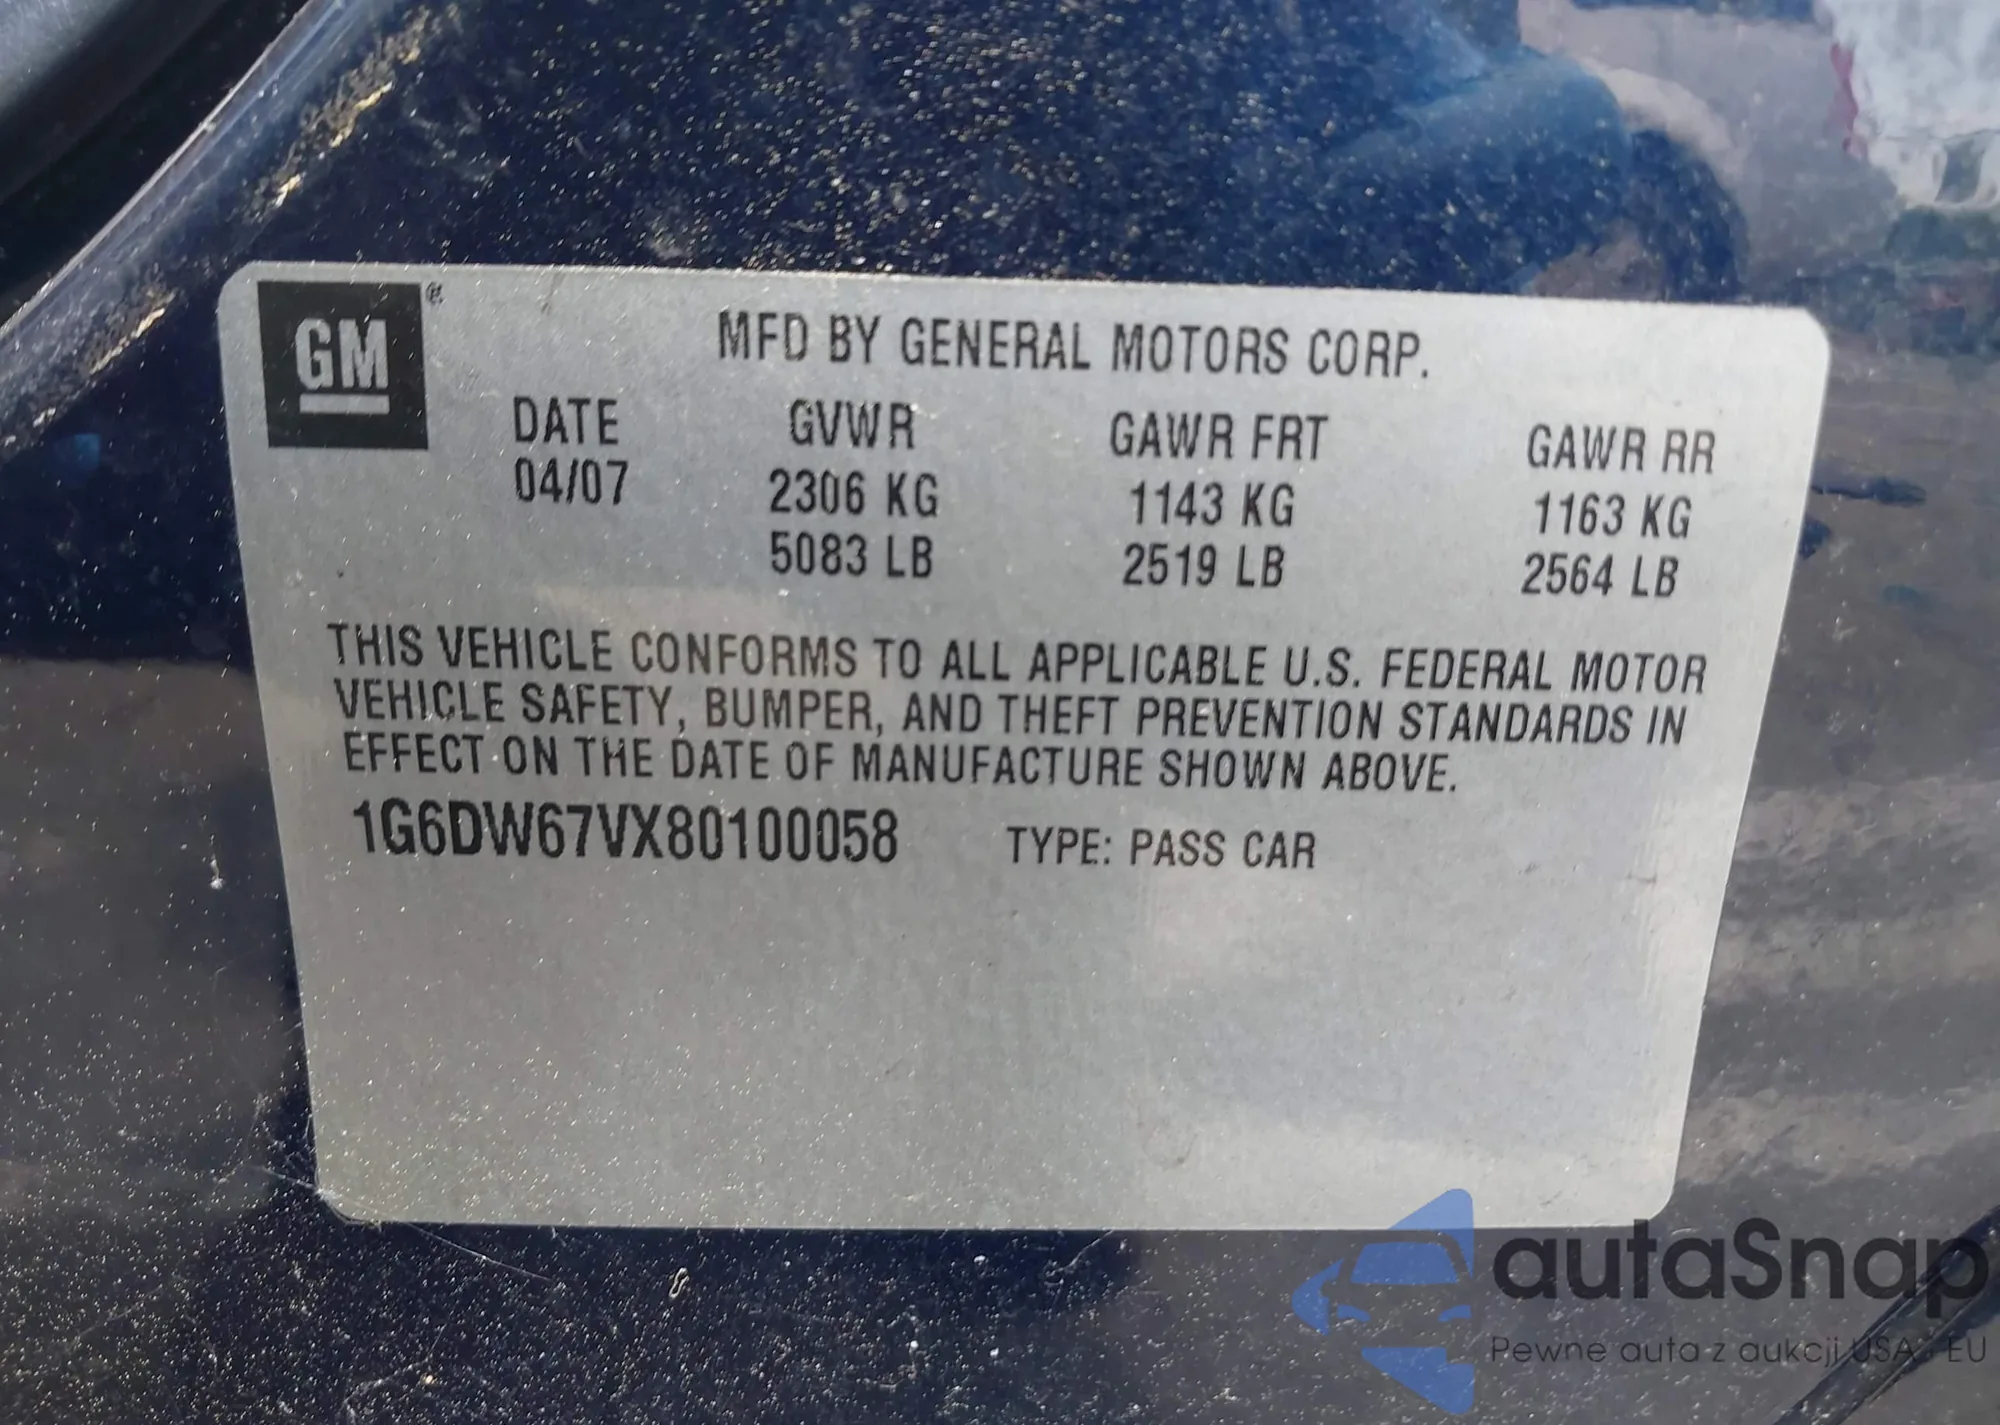 GM
MFD BY GENERAL MOTORS CORP.
DATE GVWR GAWR FRT GAWR RR
04/07 2306 KG 1143 KG 1163 KG
5083 LB 2519 LB 2564 LB
THIS VEHICLE CONFORMS TO ALL APPLICABLE U.S. FEDERAL MOTOR
VEHICLE SAFETY, BUMPER, AND THEFT PREVENTION STANDARDS IN
EFFECT ON THE DATE OF MANUFACTURE SHOWN ABOVE.
1G6DW67VX80100058 TYPE: PASS CAR
autaSnap
Pewne auta z aukcji USA i EU